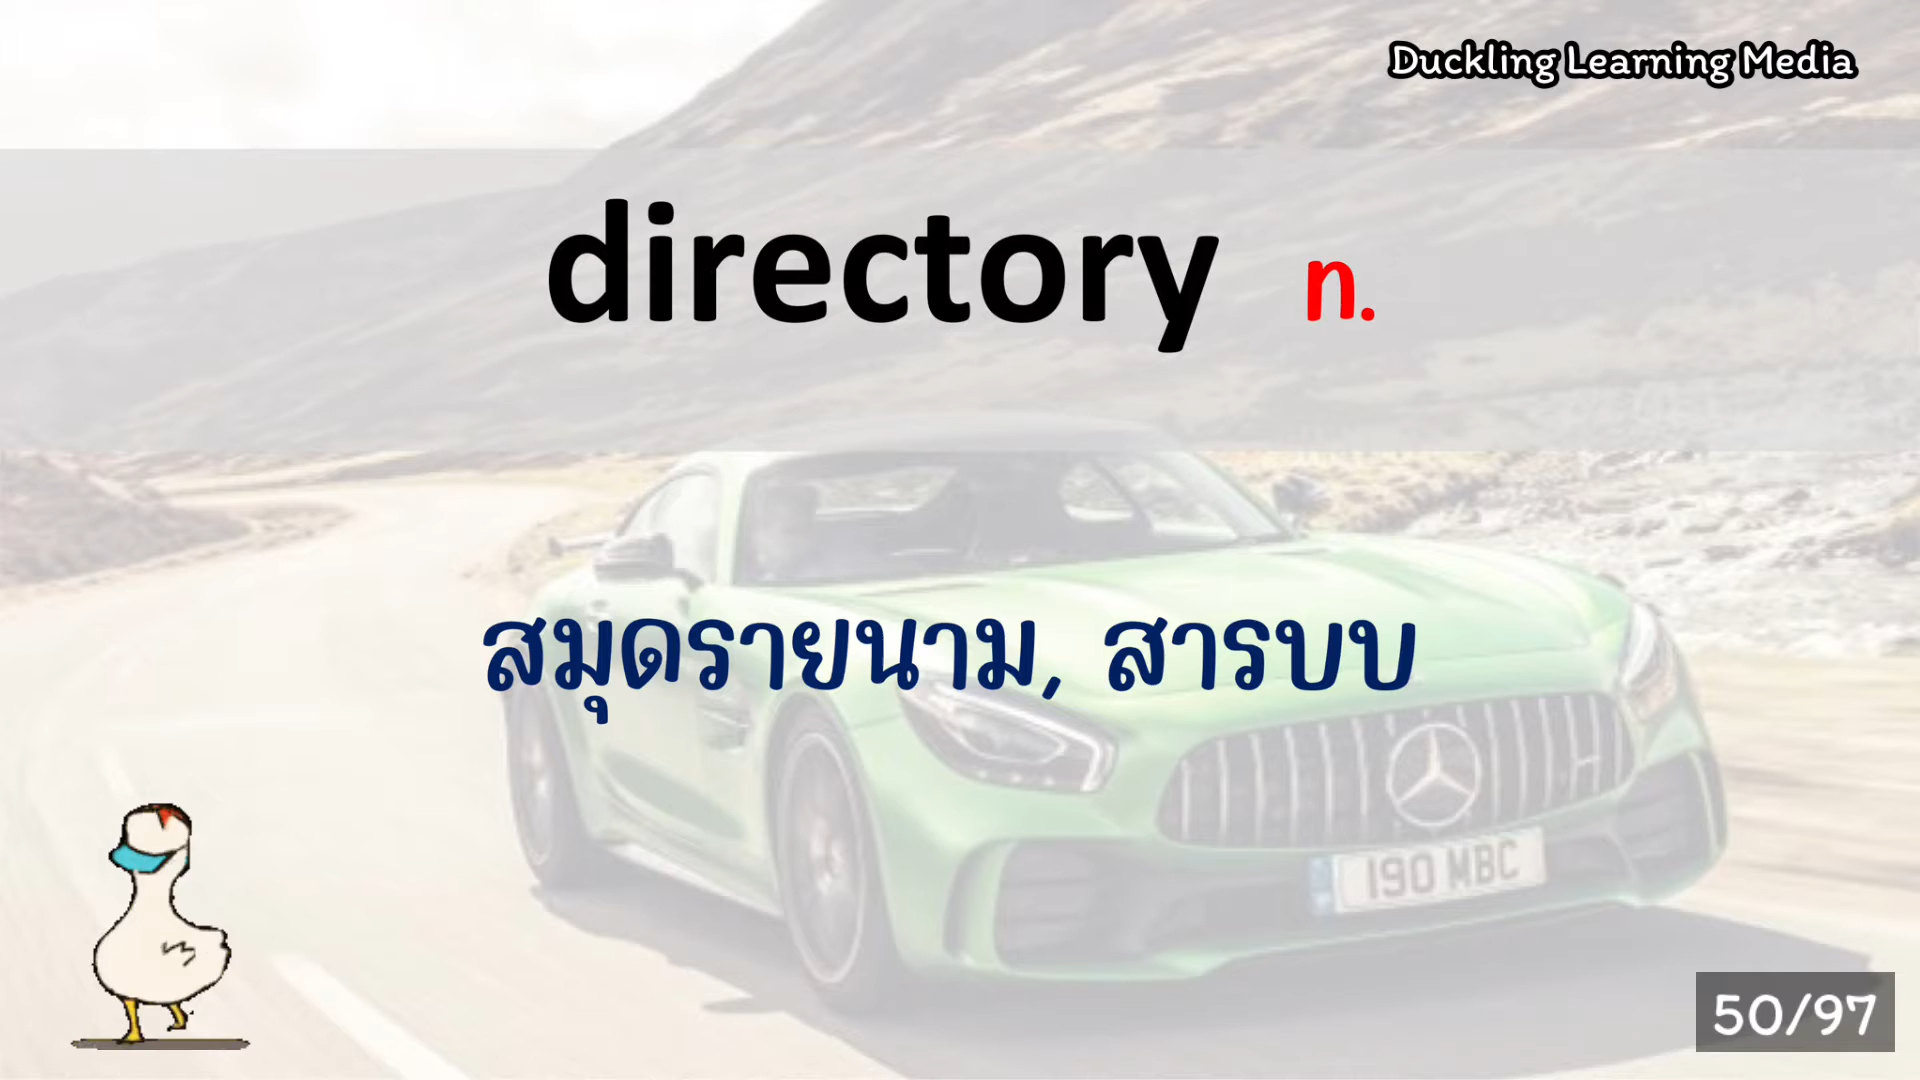 Duckling Learning Media
directory n.
สมุดรายนาม, สารบบ
190 MBC
50/97